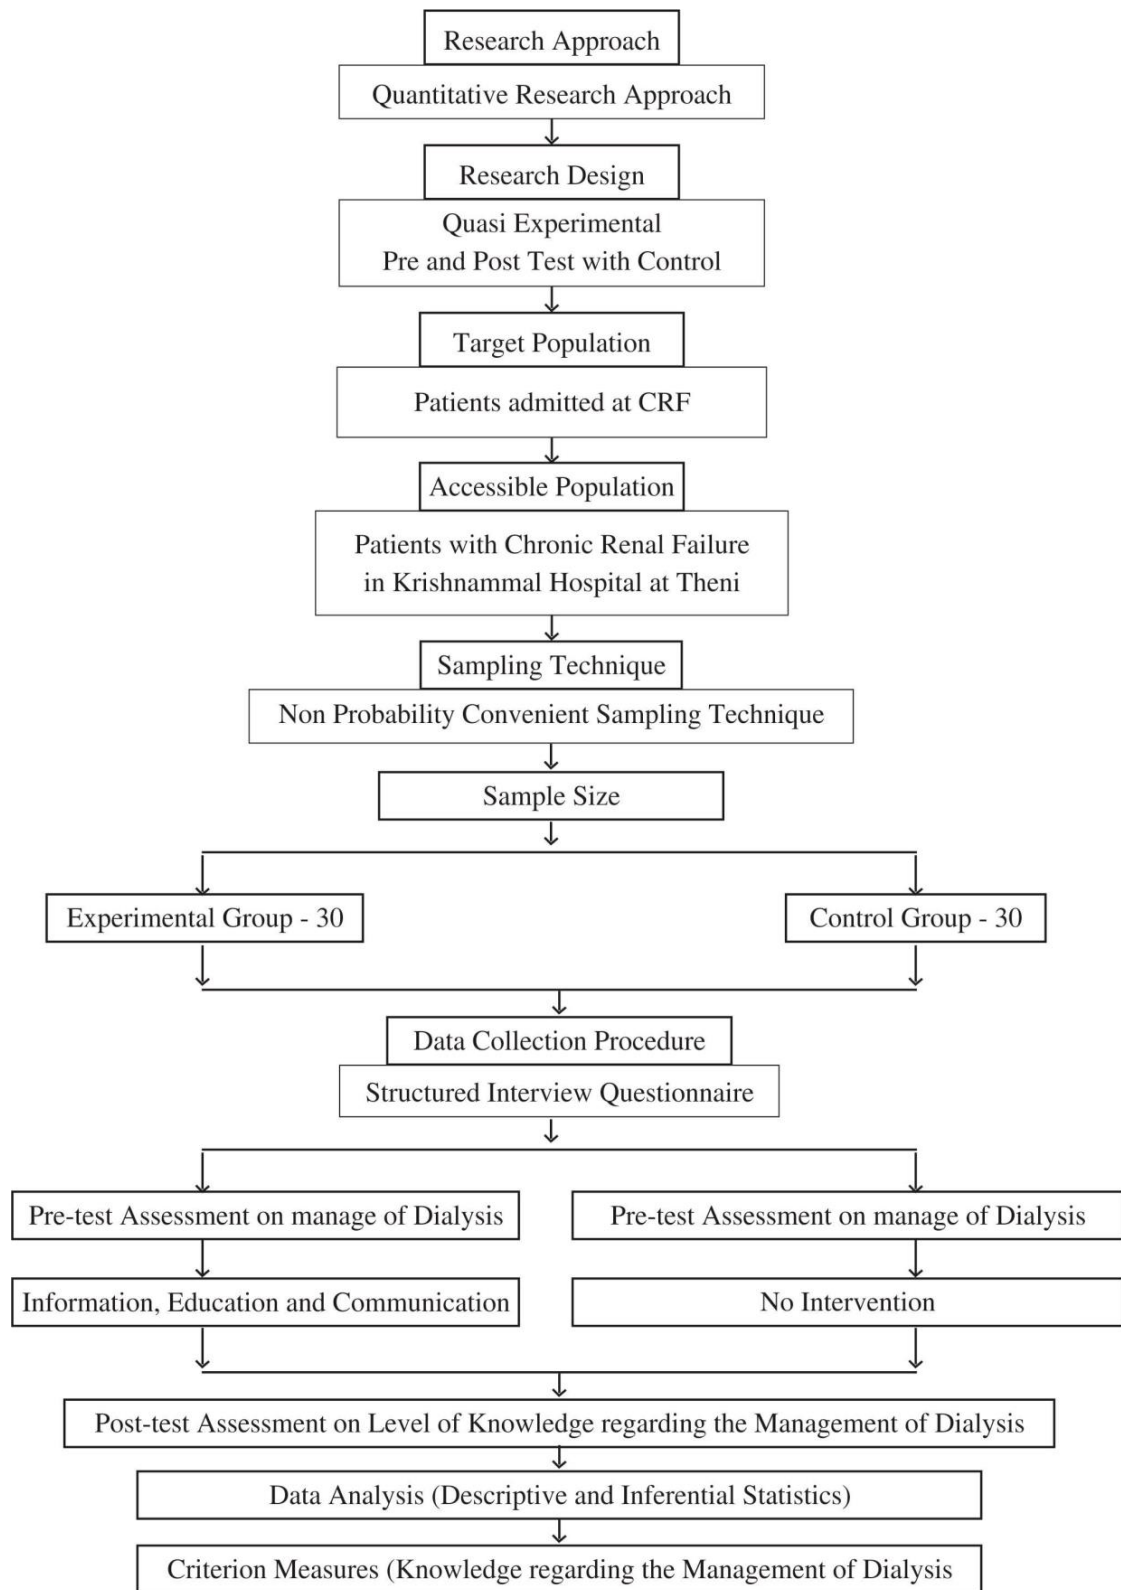 Research Approach
Quantitative Research Approach
Research Design
Quasi Experimental
Pre and Post Test with Control
Target Population
Patients admitted at CRF
Accessible Population
Patients with Chronic Renal Failure
in Krishnammal Hospital at Theni
Sampling Technique
Non Probability Convenient Sampling Technique
Sample Size
Experimental Group - 30
Control Group - 30
Data Collection Procedure
Structured Interview Questionnaire
Pre-test Assessment on manage of Dialysis
Pre-test Assessment on manage of Dialysis
Information, Education and Communication
No Intervention
Post-test Assessment on Level of Knowledge regarding the Management of Dialysis
Data Analysis (Descriptive and Inferential Statistics)
Criterion Measures (Knowledge regarding the Management of Dialysis